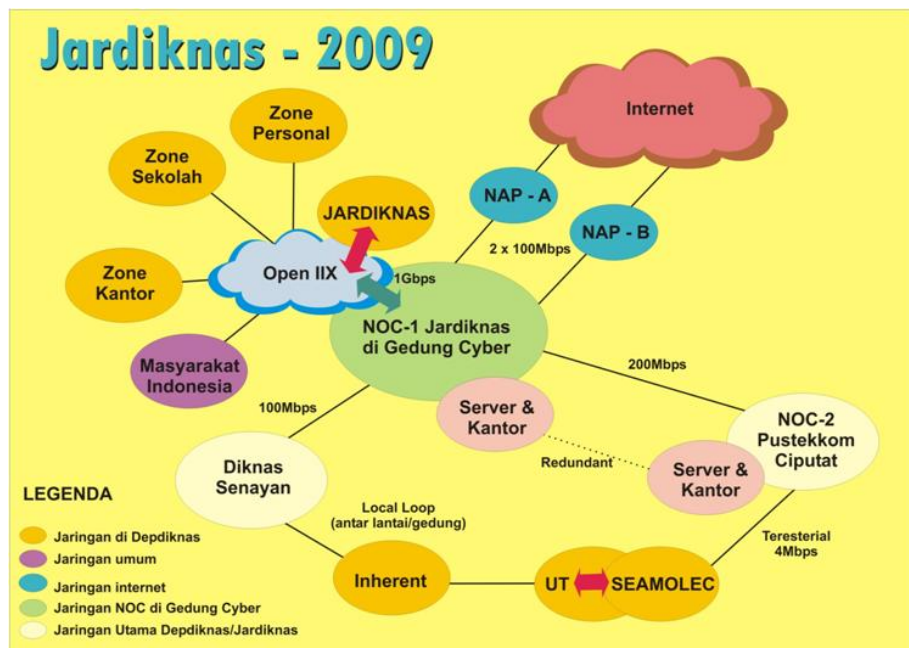 Jardiknas - 2009
Zone
Personal
Internet
Zone
Sekolah
NAP - A
JARDIKNAS
NAP - B
2 x 100Mbps
Open IIX
1Gbps
Zone
Kantor
NOC-1 Jardiknas
di Gedung Cyber
Masyarakat
Indonesia
200Mbps
100Mbps
Server &
Kantor
NOC-2
Pustekkom
Ciputat
Redundant
Server &
Kantor
Diknas
Senayan
LEGENDA
Local Loop
(antar lantai/gedung)
Teresterial
4Mbps
Jaringan di Depdiknas
Jaringan umum
Jaringan internet
Jaringan NOC di Gedung Cyber
Jaringan Utama Depdiknas/Jardiknas
Inherent
UT
SEAMOLEC